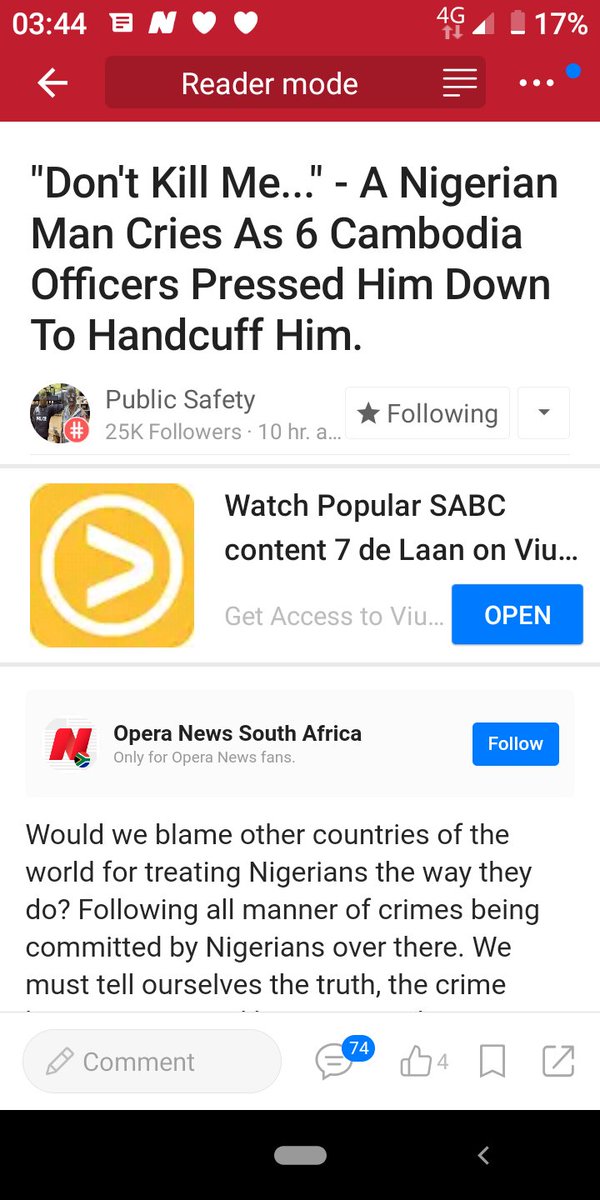 03:44 4G 17%
Reader mode
"Don't Kill Me..." - A Nigerian
Man Cries As 6 Cambodia
Officers Pressed Him Down
To Handcuff Him.
Public Safety
25K Followers · 10 hr. a...
Following
Watch Popular SABC
content 7 de Laan on Viu...
Get Access to Viu...
OPEN
Opera News South Africa
Only for Opera News fans.
Follow
Would we blame other countries of the
world for treating Nigerians the way they
do? Following all manner of crimes being
committed by Nigerians over there. We
must tell ourselves the truth, the crime
Comment 74 4